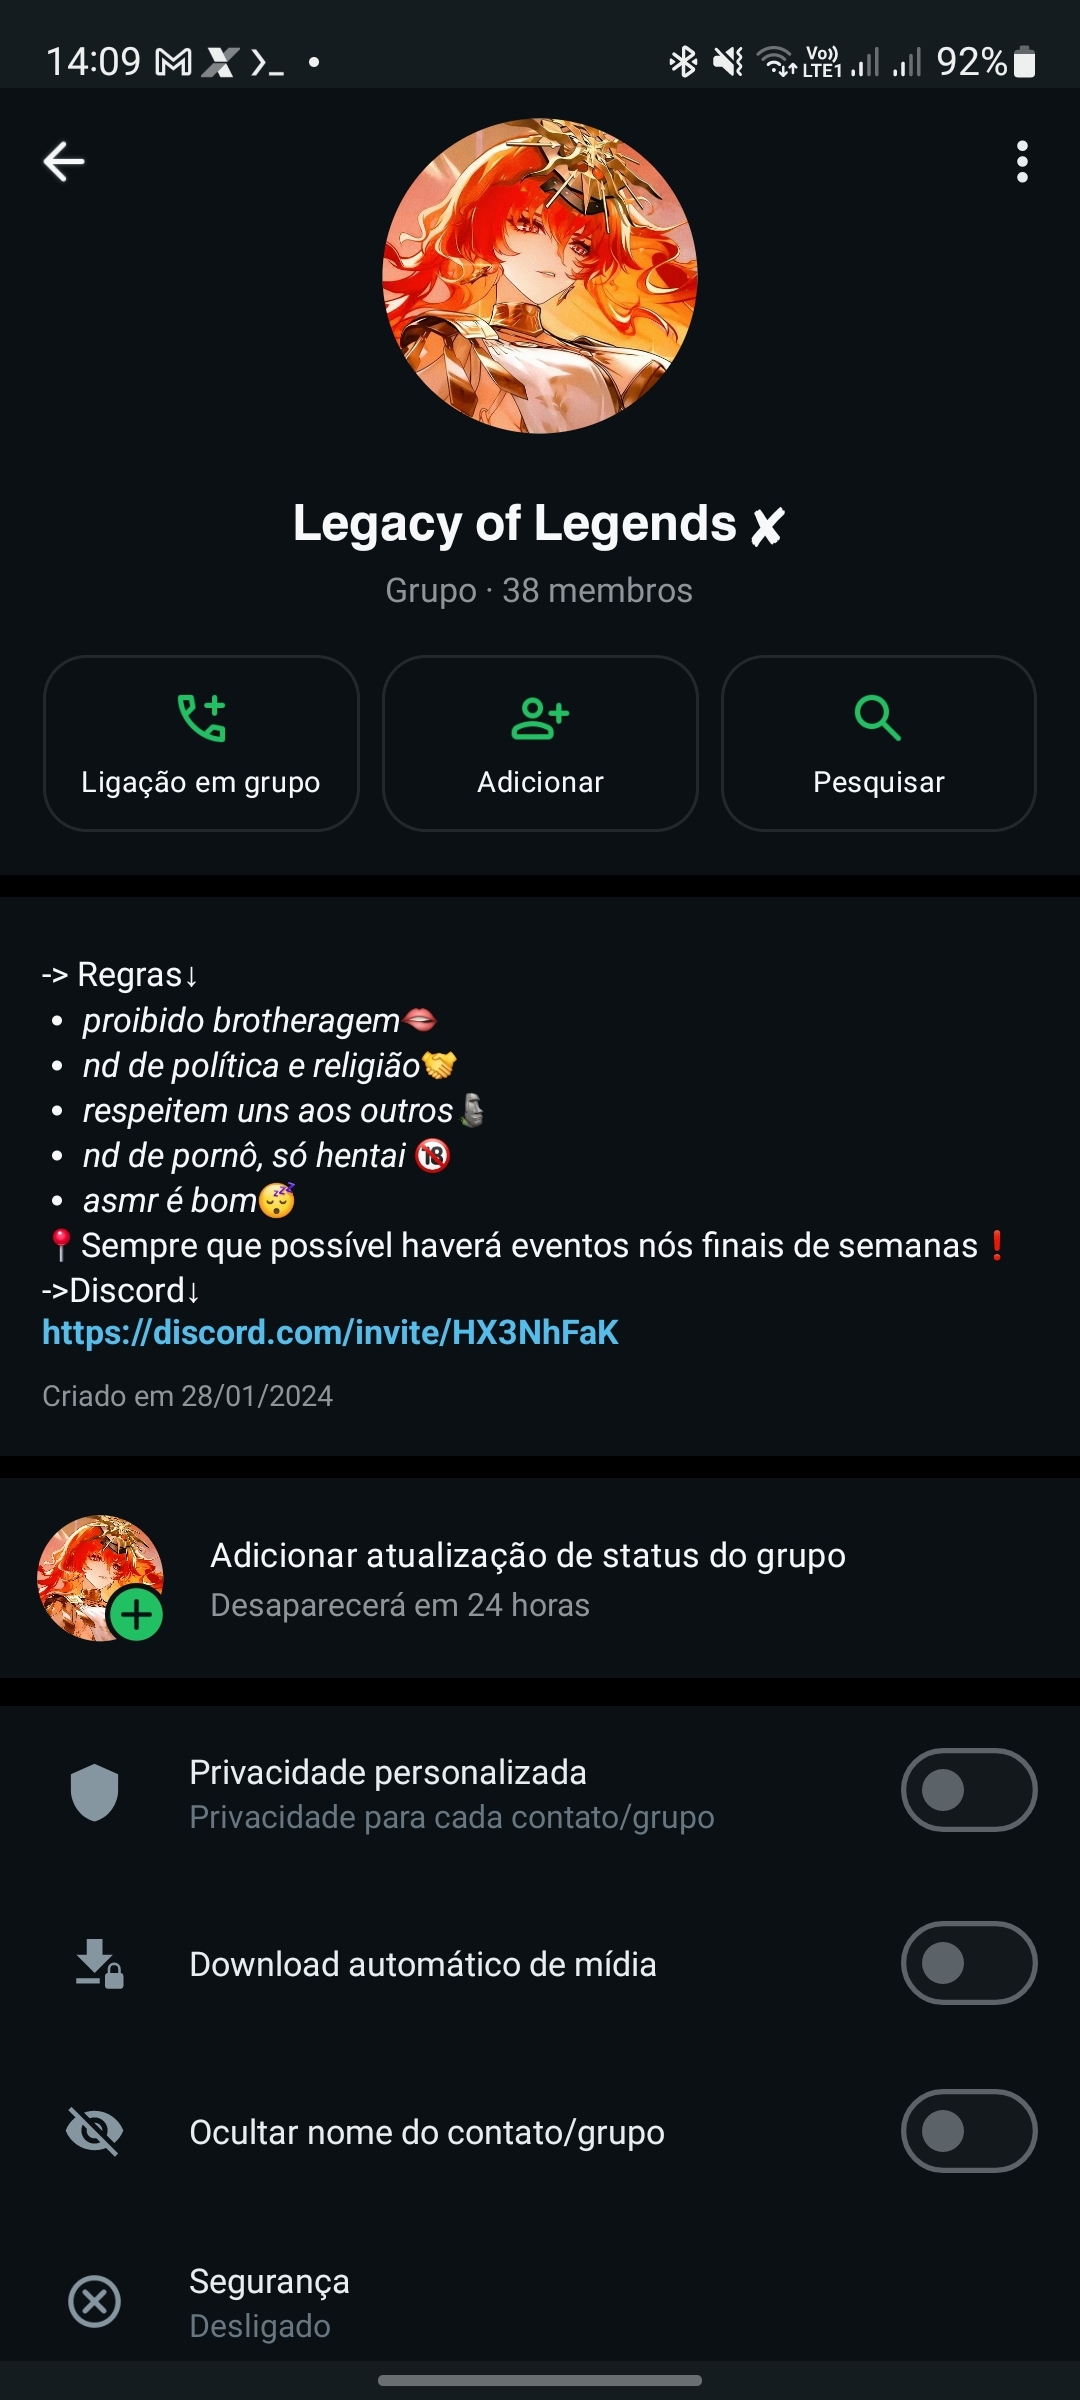 14:09
Vo)) LTE1
92%
Legacy of Legends ✘
Grupo · 38 membros
Ligação em grupo
Adicionar
Pesquisar
-> Regras↓
• proibido brotheragem🫦
• nd de política e religião🤝
• respeitem uns aos outros🗿
• nd de pornô, só hentai 🔞
• asmr é bom😴
📍Sempre que possível haverá eventos nós finais de semanas❗
->Discord↓
https://discord.com/invite/HX3NhFaK
Criado em 28/01/2024
Adicionar atualização de status do grupo
Desaparecerá em 24 horas
Privacidade personalizada
Privacidade para cada contato/grupo
Download automático de mídia
Ocultar nome do contato/grupo
Segurança
Desligado